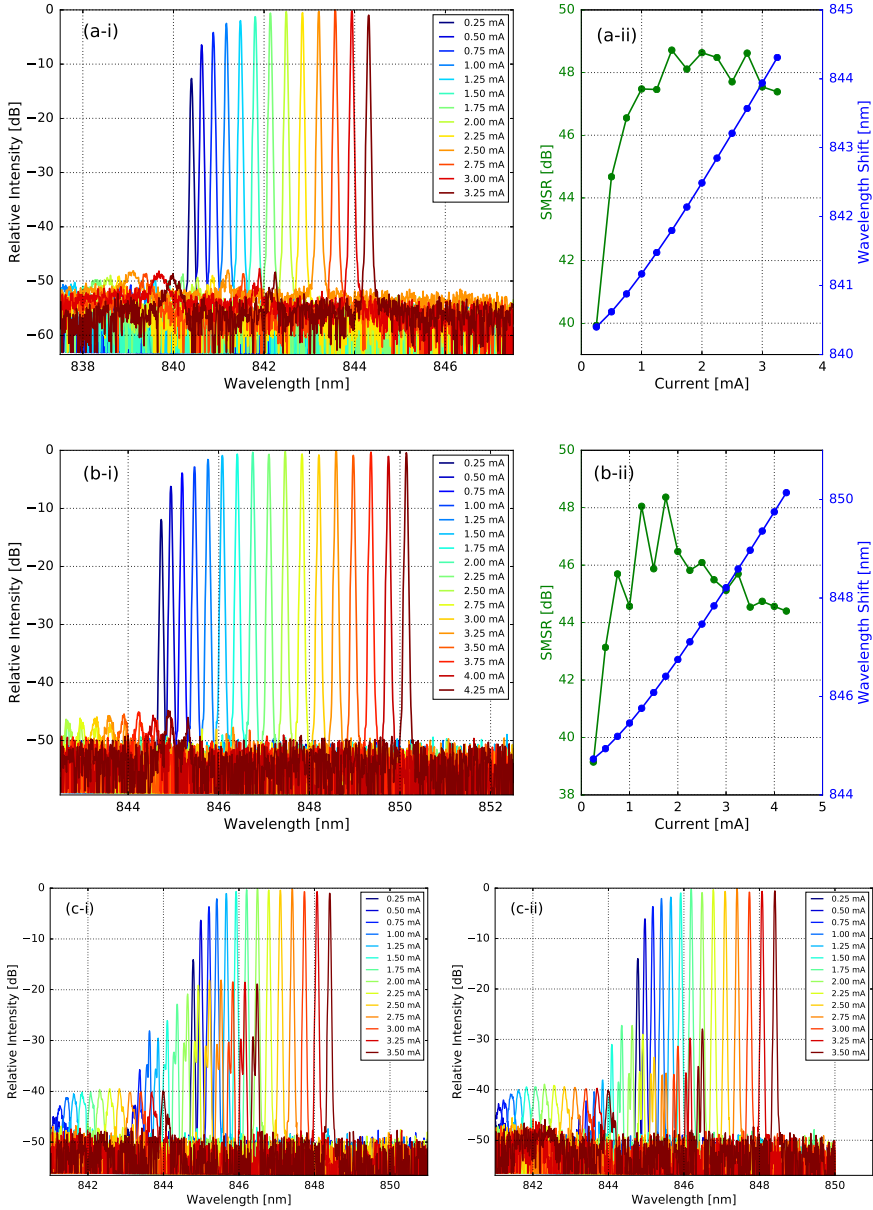 (a-i)
0
−10
−20
−30
−40
−50
−60
Relative Intensity [dB]
838
840
842
844
846
Wavelength [nm]
0.25 mA
0.50 mA
0.75 mA
1.00 mA
1.25 mA
1.50 mA
1.75 mA
2.00 mA
2.25 mA
2.50 mA
2.75 mA
3.00 mA
3.25 mA
(a-ii)
50
48
46
44
42
40
SMSR [dB]
0
1
2
3
4
Current [mA]
845
844
843
842
841
840
Wavelength Shift [nm]
(b-i)
0
−10
−20
−30
−40
−50
Relative Intensity [dB]
844
846
848
850
852
Wavelength [nm]
0.25 mA
0.50 mA
0.75 mA
1.00 mA
1.25 mA
1.50 mA
1.75 mA
2.00 mA
2.25 mA
2.50 mA
2.75 mA
3.00 mA
3.25 mA
3.50 mA
3.75 mA
4.00 mA
4.25 mA
(b-ii)
50
48
46
44
42
40
38
SMSR [dB]
0
1
2
3
4
5
Current [mA]
850
848
846
844
Wavelength Shift [nm]
(c-i)
0
−10
−20
−30
−40
−50
Relative Intensity [dB]
842
844
846
848
850
Wavelength [nm]
0.25 mA
0.50 mA
0.75 mA
1.00 mA
1.25 mA
1.50 mA
1.75 mA
2.00 mA
2.25 mA
2.50 mA
2.75 mA
3.00 mA
3.25 mA
3.50 mA
(c-ii)
0
−10
−20
−30
−40
−50
Relative Intensity [dB]
842
844
846
848
850
Wavelength [nm]
0.25 mA
0.50 mA
0.75 mA
1.00 mA
1.25 mA
1.50 mA
1.75 mA
2.00 mA
2.25 mA
2.50 mA
2.75 mA
3.00 mA
3.25 mA
3.50 mA